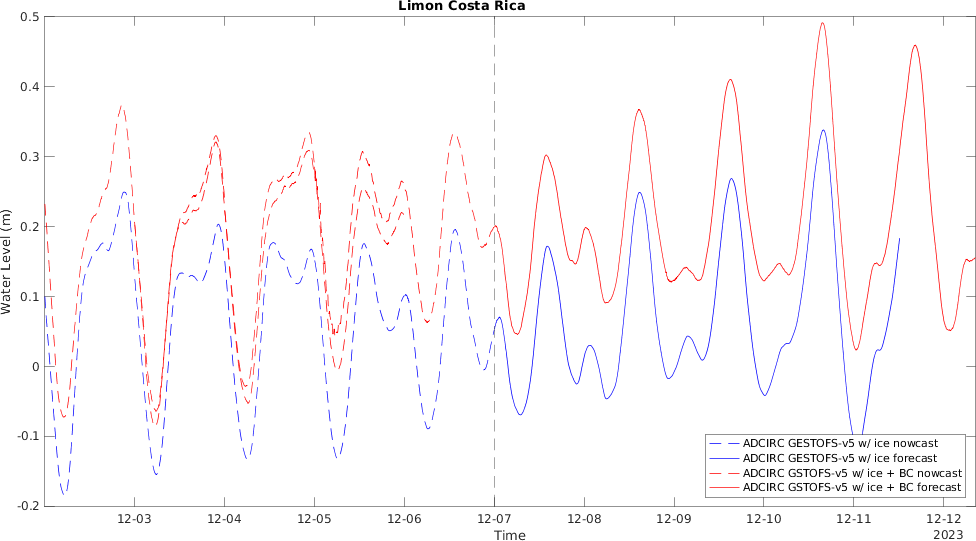 Limon Costa Rica
Water Level (m)
0.5
0.4
0.3
0.2
0.1
0
-0.1
-0.2
12-03
12-04
12-05
12-06
12-07
12-08
12-09
12-10
12-11
12-12
2023
Time
ADCIRC GESTOFS-v5 w/ ice nowcast
ADCIRC GESTOFS-v5 w/ ice forecast
ADCIRC GSTOFS-v5 w/ ice + BC nowcast
ADCIRC GSTOFS-v5 w/ ice + BC forecast